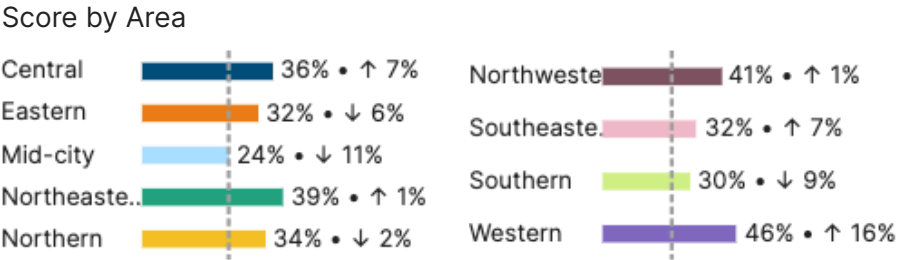 Score by Area
Central 36% • ↑ 7%
Eastern 32% • ↓ 6%
Mid-city 24% • ↓ 11%
Northeaste.. 39% • ↑ 1%
Northern 34% • ↓ 2%
Northweste 41% • ↑ 1%
Southeaste. 32% • ↑ 7%
Southern 30% • ↓ 9%
Western 46% • ↑ 16%